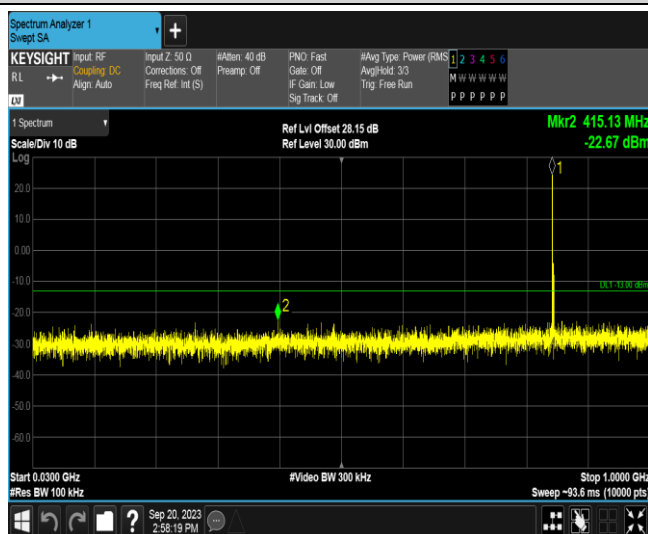 Spectrum Analyzer 1
Swept SA
+
KEYSIGHT
RL
LXI
Input: RF
Coupling: DC
Align: Auto
Input Z: 50 Ω
Corrections: Off
Freq Ref: Int (S)
#Atten: 40 dB
Preamp: Off
PNO: Fast
Gate: Off
IF Gain: Low
Sig Track: Off
#Avg Type: Power (RMS
Avg|Hold: 3/3
Trig: Free Run
1 2 3 4 5 6
M W W W W W
P P P P P P
1 Spectrum
Scale/Div 10 dB
Log
Ref Lvl Offset 28.15 dB
Ref Level 30.00 dBm
Mkr2 415.13 MHz
-22.67 dBm
1
20.0
10.0
0.00
-10.0
DL1 -13.00 dBm
2
-20.0
-30.0
-40.0
-50.0
-60.0
Start 0.0300 GHz
#Res BW 100 kHz
#Video BW 300 kHz
Stop 1.0000 GHz
Sweep ~93.6 ms (10000 pts)
?
Sep 20, 2023
2:58:19 PM